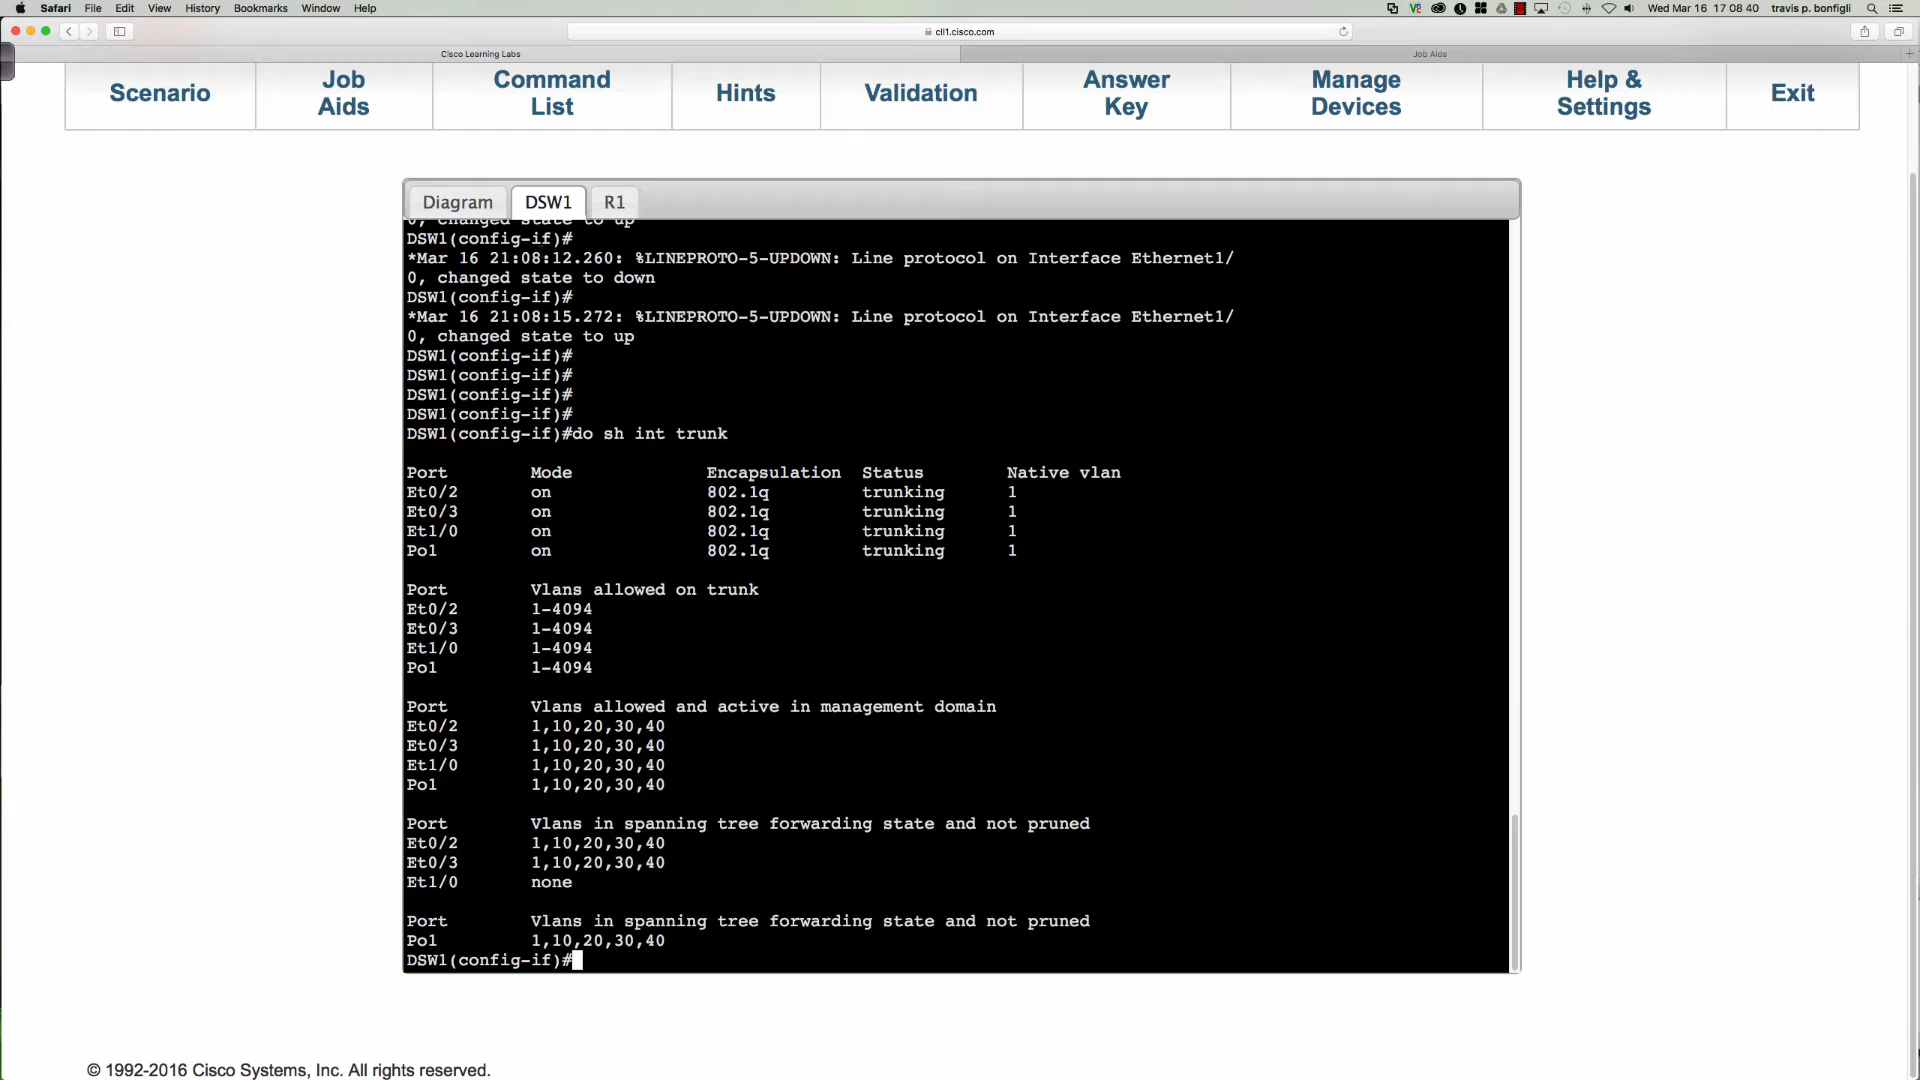 Safari File Edit View History Bookmarks Window Help Wed Mar 16 17 08 40 travis p. bonfigli
cll1.cisco.com
Cisco Learning Labs Job Aids
Scenario Job Aids Command List Hints Validation Answer Key Manage Devices Help & Settings Exit
Diagram DSW1 R1
0, changed state to up
DSW1(config-if)#
*Mar 16 21:08:12.260: %LINEPROTO-5-UPDOWN: Line protocol on Interface Ethernet1/
0, changed state to down
DSW1(config-if)#
*Mar 16 21:08:15.272: %LINEPROTO-5-UPDOWN: Line protocol on Interface Ethernet1/
0, changed state to up
DSW1(config-if)#
DSW1(config-if)#
DSW1(config-if)#
DSW1(config-if)#
DSW1(config-if)#do sh int trunk
Port Mode Encapsulation Status Native vlan
Et0/2 on 802.1q trunking 1
Et0/3 on 802.1q trunking 1
Et1/0 on 802.1q trunking 1
Po1 on 802.1q trunking 1
Port Vlans allowed on trunk
Et0/2 1-4094
Et0/3 1-4094
Et1/0 1-4094
Po1 1-4094
Port Vlans allowed and active in management domain
Et0/2 1,10,20,30,40
Et0/3 1,10,20,30,40
Et1/0 1,10,20,30,40
Po1 1,10,20,30,40
Port Vlans in spanning tree forwarding state and not pruned
Et0/2 1,10,20,30,40
Et0/3 1,10,20,30,40
Et1/0 none
Port Vlans in spanning tree forwarding state and not pruned
Po1 1,10,20,30,40
DSW1(config-if)#
© 1992-2016 Cisco Systems, Inc. All rights reserved.